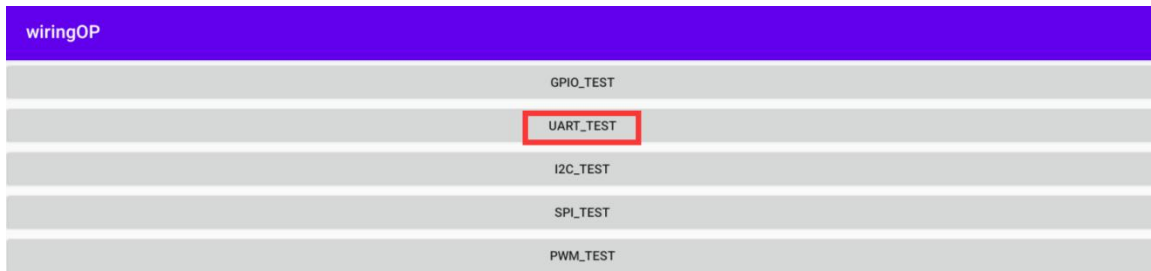 wiringOP
GPIO_TEST
UART_TEST
I2C_TEST
SPI_TEST
PWM_TEST